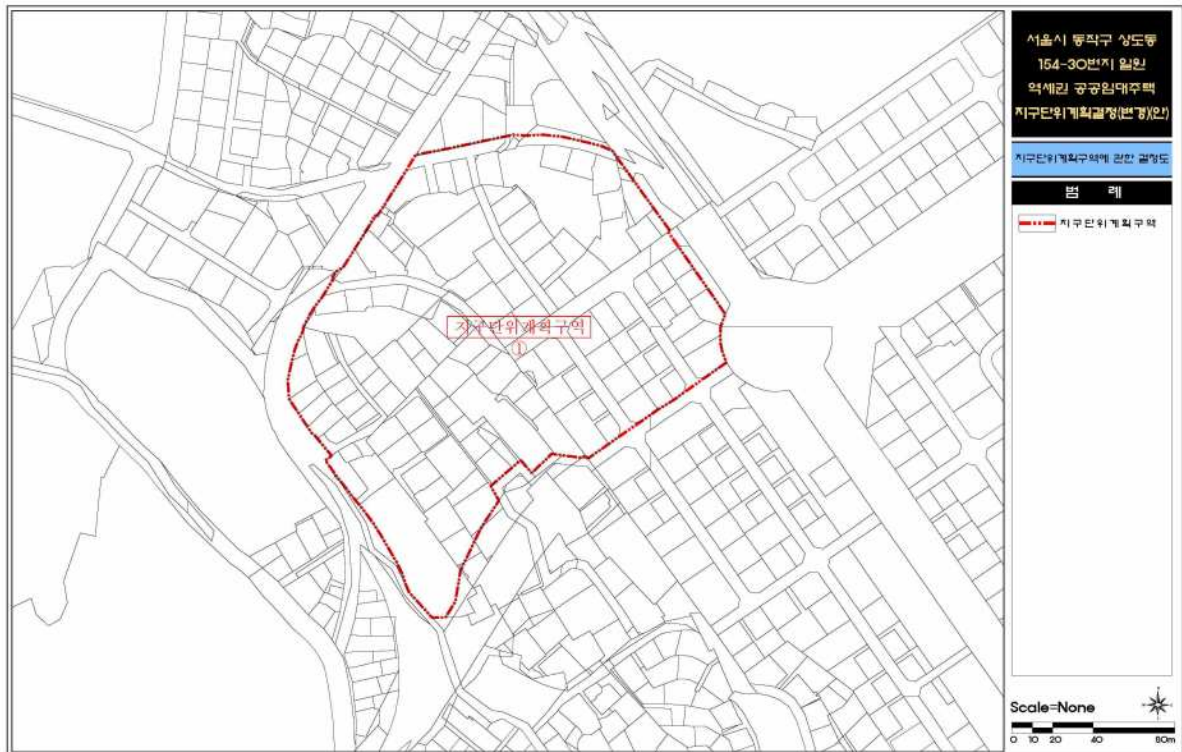 서울시 동작구 상도동
154-30번지 일원
역세권 공공임대주택
지구단위계획결정(변경)(안)
지구단위계획구역에 관한 결정도
범 례
지구단위계획구역
지구단위계획구역
①
Scale=None
0 10 20 40 80m